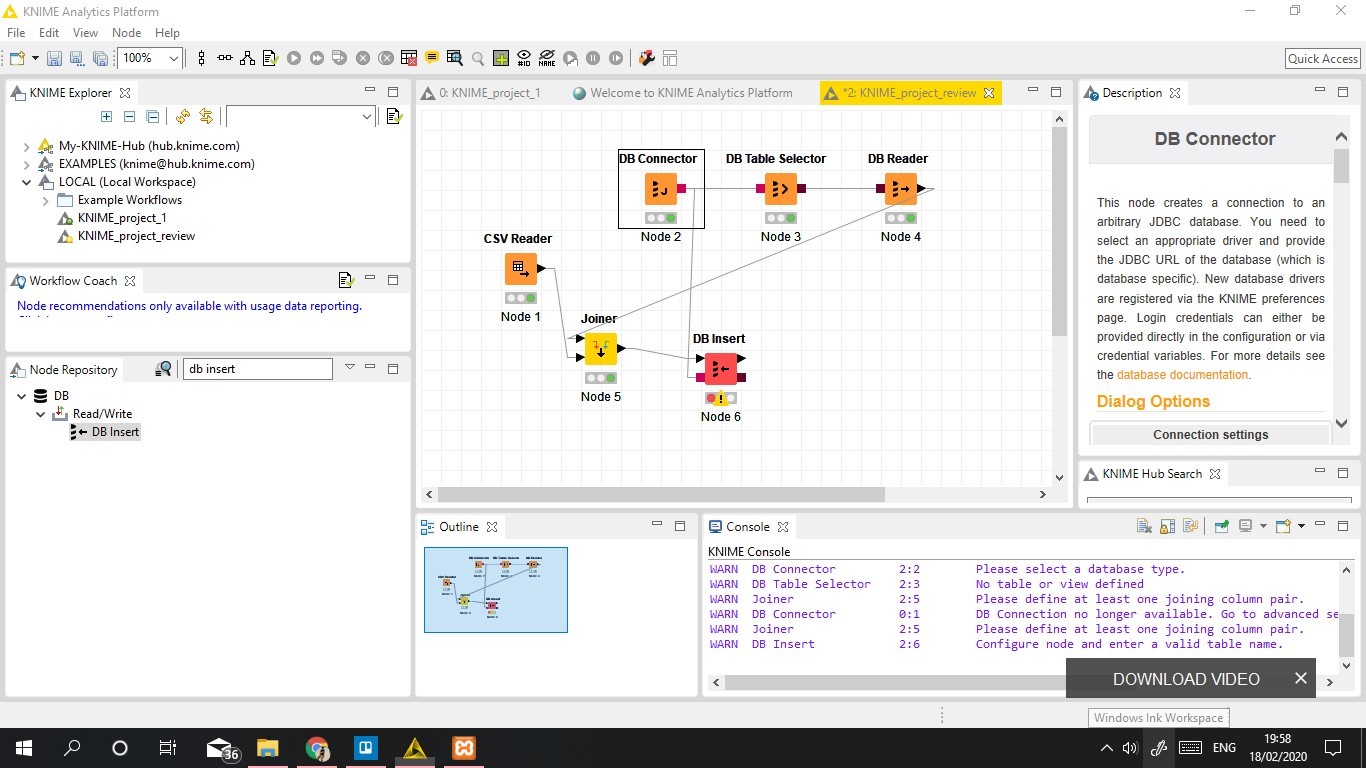 KNIME Analytics Platform
File Edit View Node Help
100%
#ID
NAME
Quick Access
KNIME Explorer
My-KNIME-Hub (hub.knime.com)
EXAMPLES (knime@hub.knime.com)
LOCAL (Local Workspace)
Example Workflows
KNIME_project_1
KNIME_project_review
Workflow Coach
Node recommendations only available with usage data reporting.
Node Repository
db insert
DB
Read/Write
DB Insert
0: KNIME_project_1
Welcome to KNIME Analytics Platform
*2: KNIME_project_review
DB Connector
DB Table Selector
DB Reader
Node 2
Node 3
Node 4
CSV Reader
Node 1
Joiner
Node 5
DB Insert
Node 6
Description
DB Connector
This node creates a connection to an
arbitrary JDBC database. You need to
select an appropriate driver and provide
the JDBC URL of the database (which is
database specific). New database drivers
are registered via the KNIME preferences
page. Login credentials can either be
provided directly in the configuration or via
credential variables. For more details see
the database documentation.
Dialog Options
Connection settings
KNIME Hub Search
Outline
Console
KNIME Console
WARN DB Connector 2:2 Please select a database type.
WARN DB Table Selector 2:3 No table or view defined
WARN Joiner 2:5 Please define at least one joining column pair.
WARN DB Connector 0:1 DB Connection no longer available. Go to advanced se
WARN Joiner 2:5 Please define at least one joining column pair.
WARN DB Insert 2:6 Configure node and enter a valid table name.
DOWNLOAD VIDEO
Windows Ink Workspace
36
ENG
19:58
18/02/2020